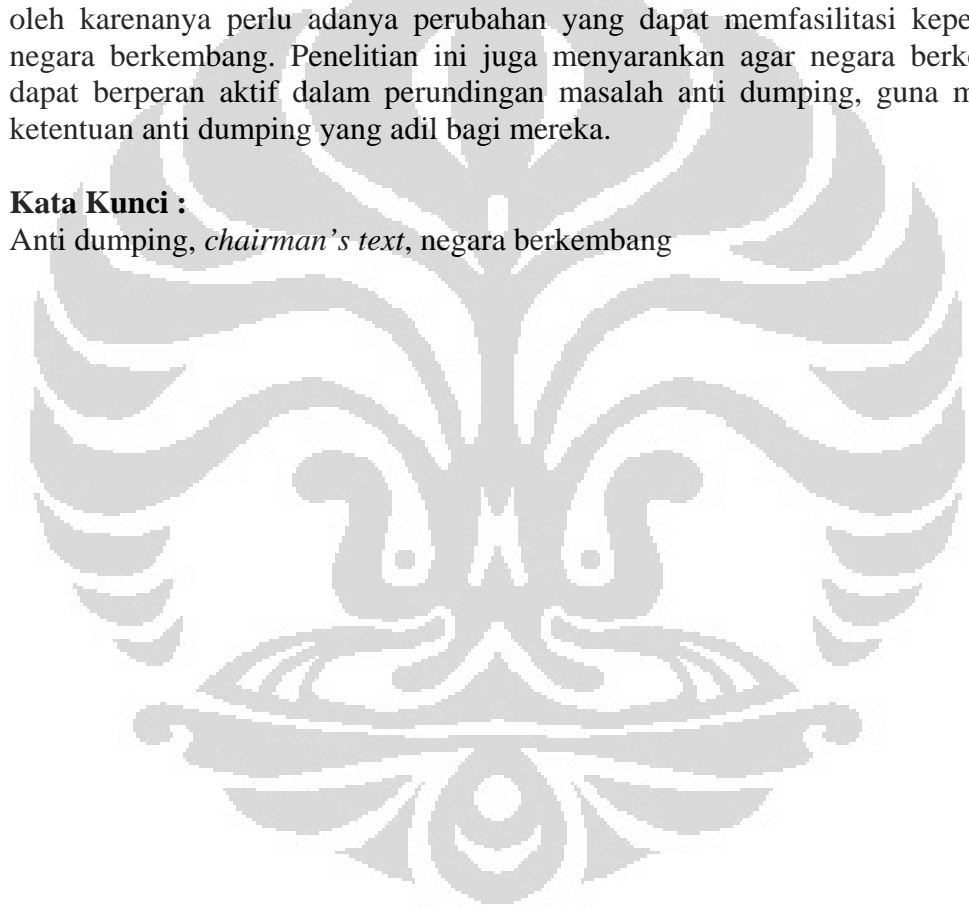 oleh karenanya perlu adanya perubahan yang dapat memfasilitasi kepe
negara berkembang. Penelitian ini juga menyarankan agar negara berke
dapat berperan aktif dalam perundingan masalah anti dumping, guna m
ketentuan anti dumping yang adil bagi mereka.
Kata Kunci :
Anti dumping, chairman’s text, negara berkembang